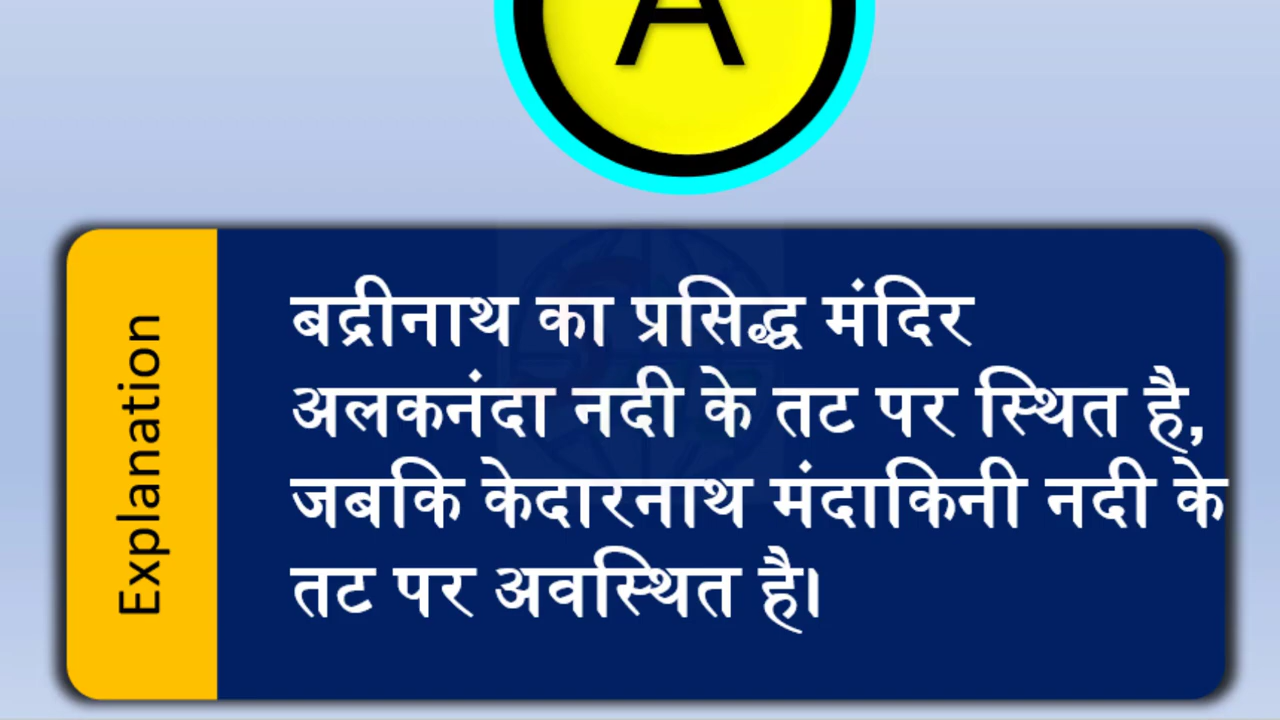 A
Explanation
बद्रीनाथ का प्रसिद्ध मंदिर
अलकनंदा नदी के तट पर स्थित है,
जबकि केदारनाथ मंदाकिनी नदी के
तट पर अवस्थित है।